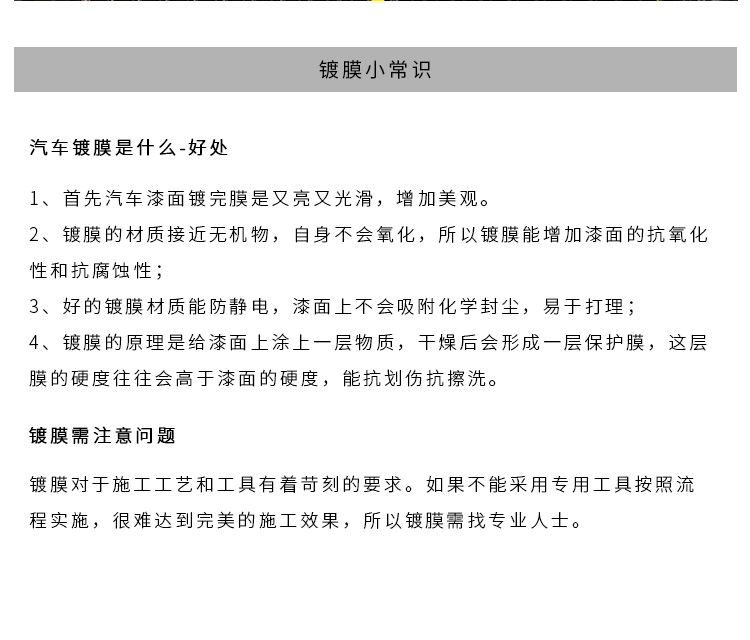 镀膜小常识
汽车镀膜是什么-好处
1、首先汽车漆面镀完膜是又亮又光滑，增加美观。
2、镀膜的材质接近无机物，自身不会氧化，所以镀膜能增加漆面的抗氧化
性和抗腐蚀性；
3、好的镀膜材质能防静电，漆面上不会吸附化学封尘，易于打理；
4、镀膜的原理是给漆面上涂上一层物质，干燥后会形成一层保护膜，这层
膜的硬度往往会高于漆面的硬度，能抗划伤抗擦洗。
镀膜需注意问题
镀膜对于施工工艺和工具有着苛刻的要求。如果不能采用专用工具按照流
程实施，很难达到完美的施工效果，所以镀膜需找专业人士。